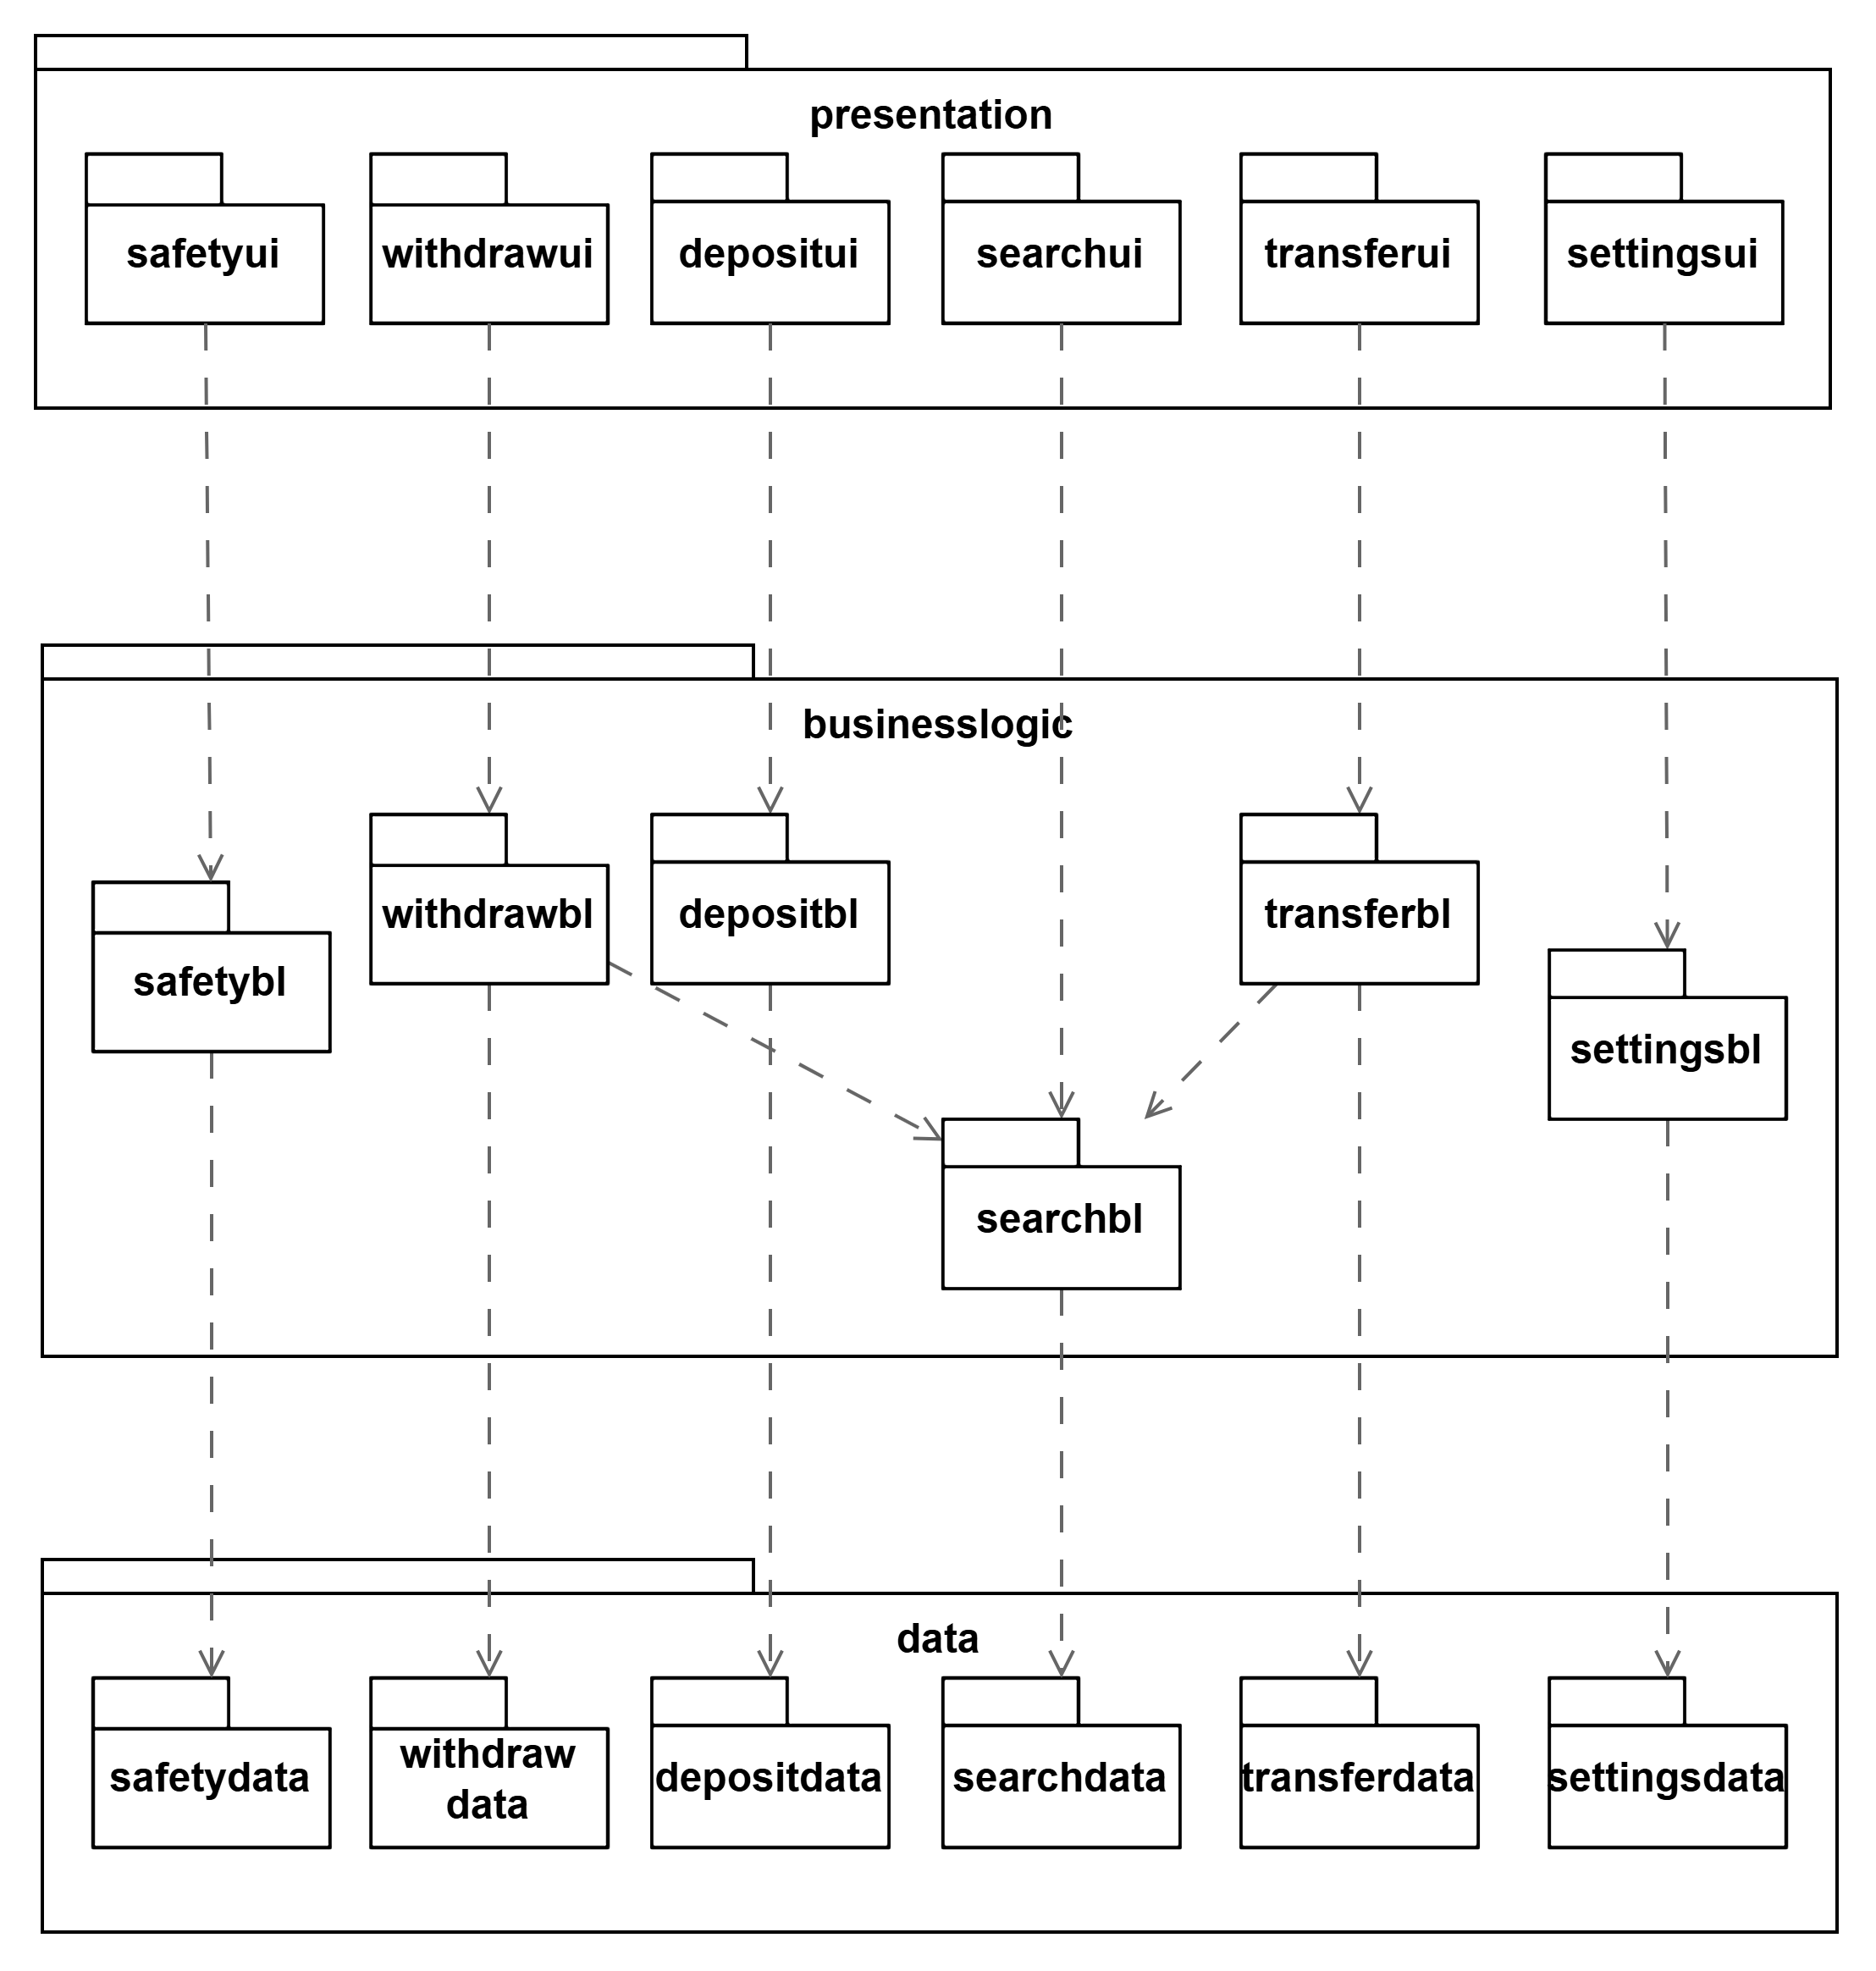 presentation
safetyui
withdrawui
depositui
searchui
transferui
settingsui
businesslogic
withdrawbl
depositbl
transferbl
safetybl
settingsbl
searchbl
data
safetydata
withdraw
data
depositdata
searchdata
transferdata
settingsdata